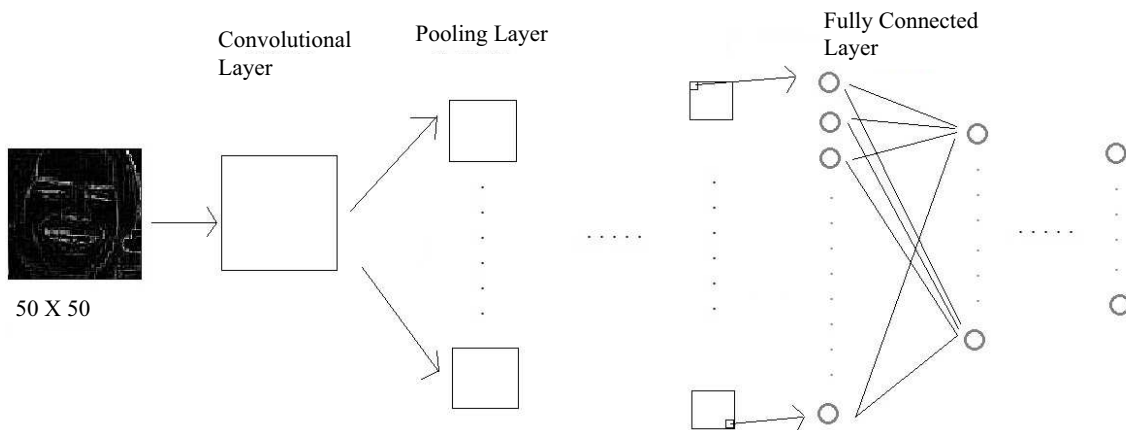 Convolutional
Layer
Pooling Layer
Fully Connected
Layer
50 X 50